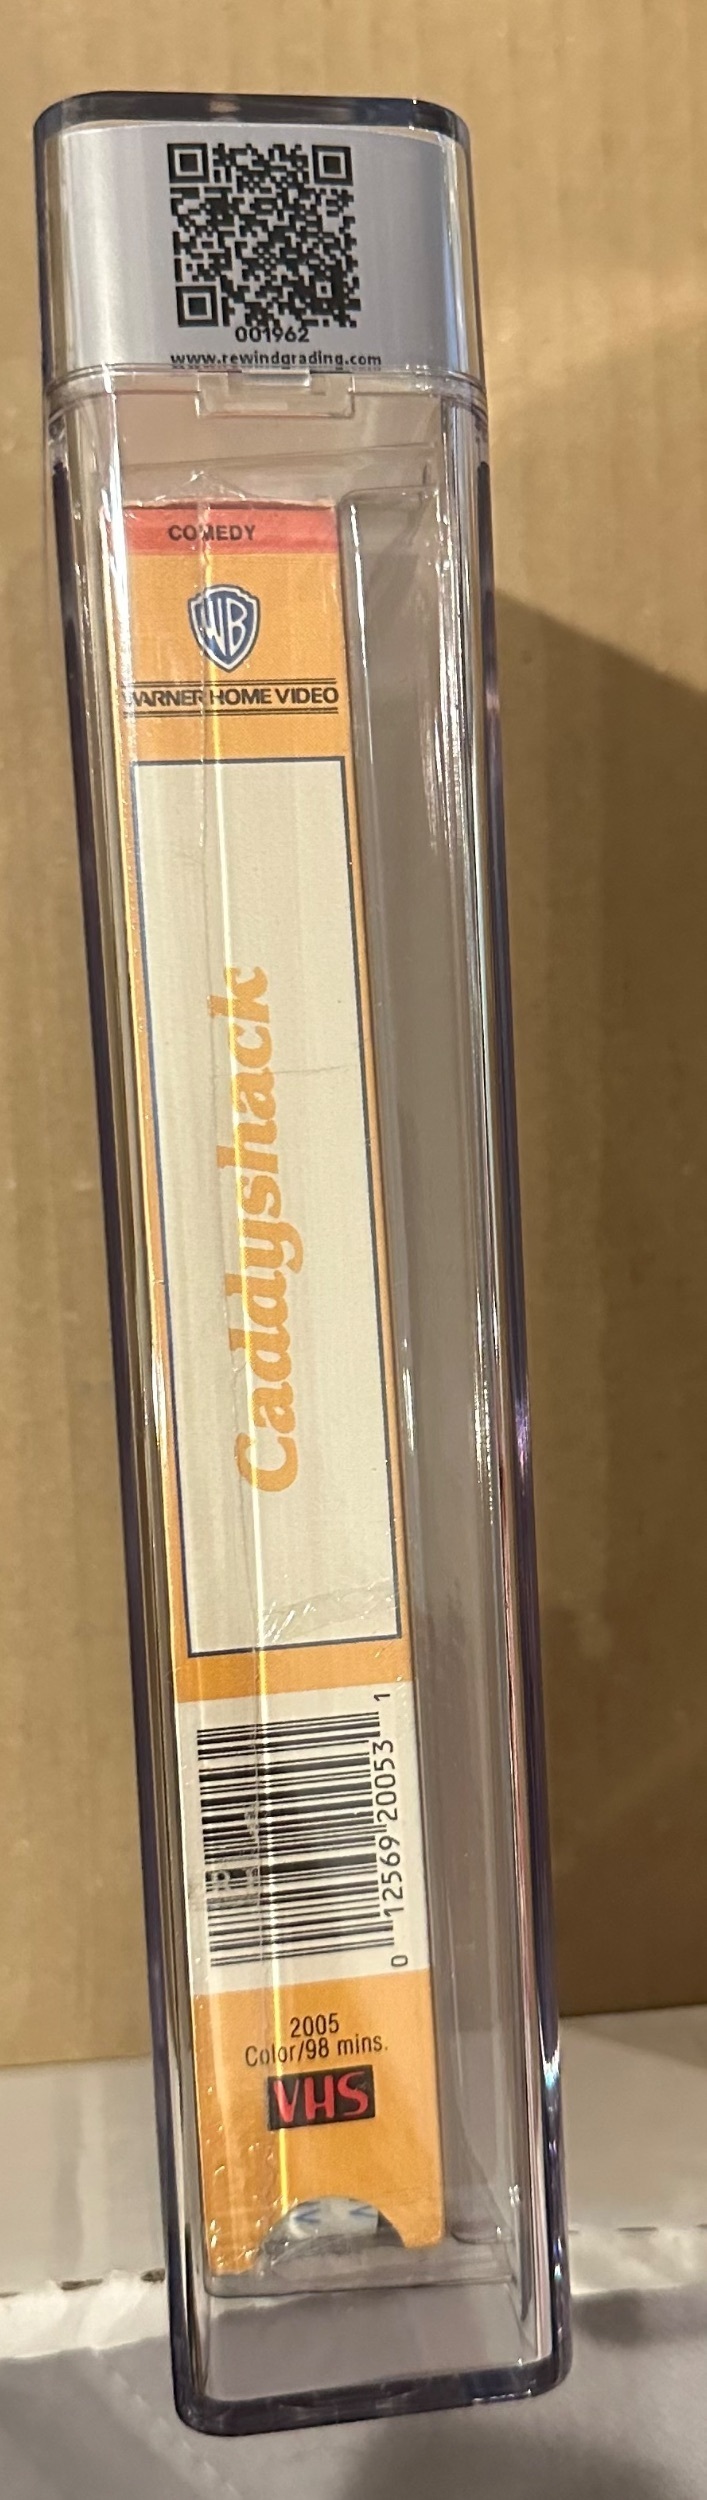 001962
www.rewindgrading.com
COMEDY
WB
WARNER HOME VIDEO
Caddyshack
0 12569 20053 1
2005
Color/98 mins.
VHS